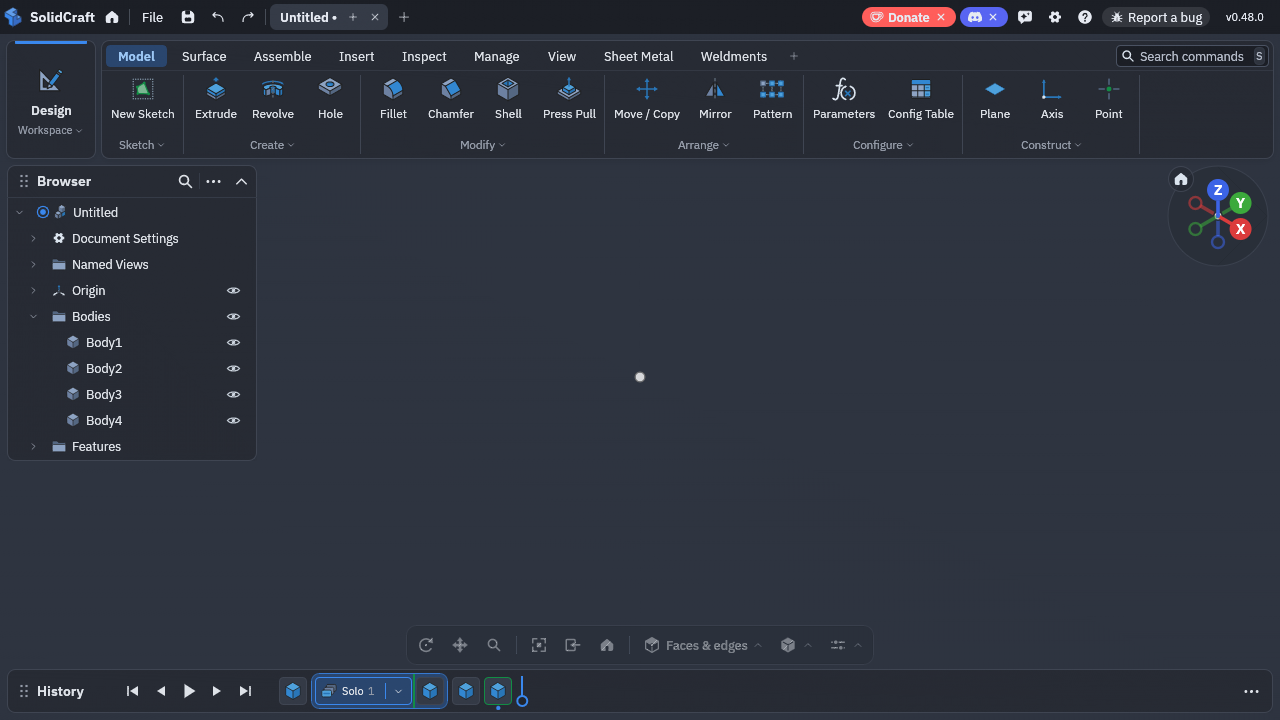 SolidCraft
File
Untitled •
Donate
Report a bug
v0.48.0
Design
Workspace
Model
Surface
Assemble
Insert
Inspect
Manage
View
Sheet Metal
Weldments
Search commands
S
New Sketch
Extrude
Revolve
Hole
Fillet
Chamfer
Shell
Press Pull
Move / Copy
Mirror
Pattern
Parameters
Config Table
Plane
Axis
Point
Sketch
Create
Modify
Arrange
Configure
Construct
Browser
Untitled
Document Settings
Named Views
Origin
Bodies
Body1
Body2
Body3
Body4
Features
Z
Y
X
Faces & edges
History
Solo 1